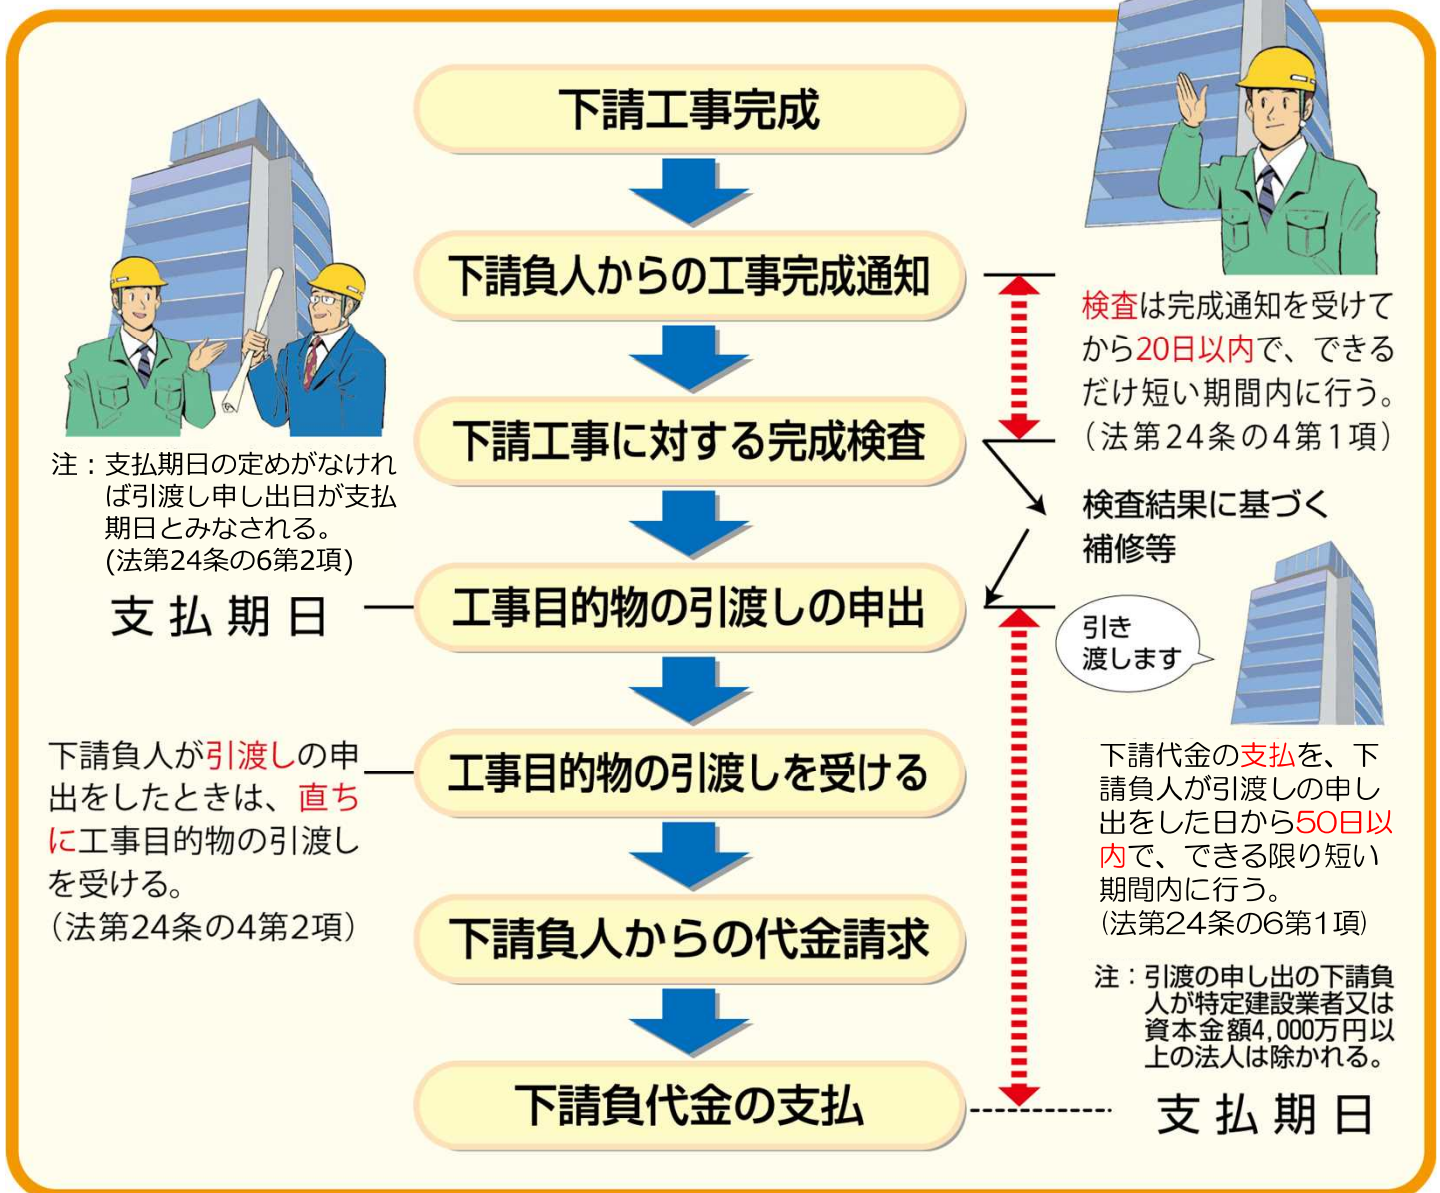 下請工事完成
下請負人からの工事完成通知
検査は完成通知を受けて
から20日以内で、できる
だけ短い期間内に行う。
（法第24条の4第1項）
下請工事に対する完成検査
注：支払期日の定めがなけれ
ば引渡し申し出日が支払
期日とみなされる。
(法第24条の6第2項)
検査結果に基づく
補修等
支払期日
工事目的物の引渡しの申出
引き
渡します
下請負人が引渡しの申
出をしたときは、直ち
に工事目的物の引渡し
を受ける。
（法第24条の4第2項）
工事目的物の引渡しを受ける
下請代金の支払を、下
請負人が引渡しの申し
出をした日から50日以
内で、できる限り短い
期間内に行う。
(法第24条の6第1項)
下請負人からの代金請求
注：引渡の申し出の下請負
人が特定建設業者又は
資本金額4,000万円以
上の法人は除かれる。
下請負代金の支払
支払期日